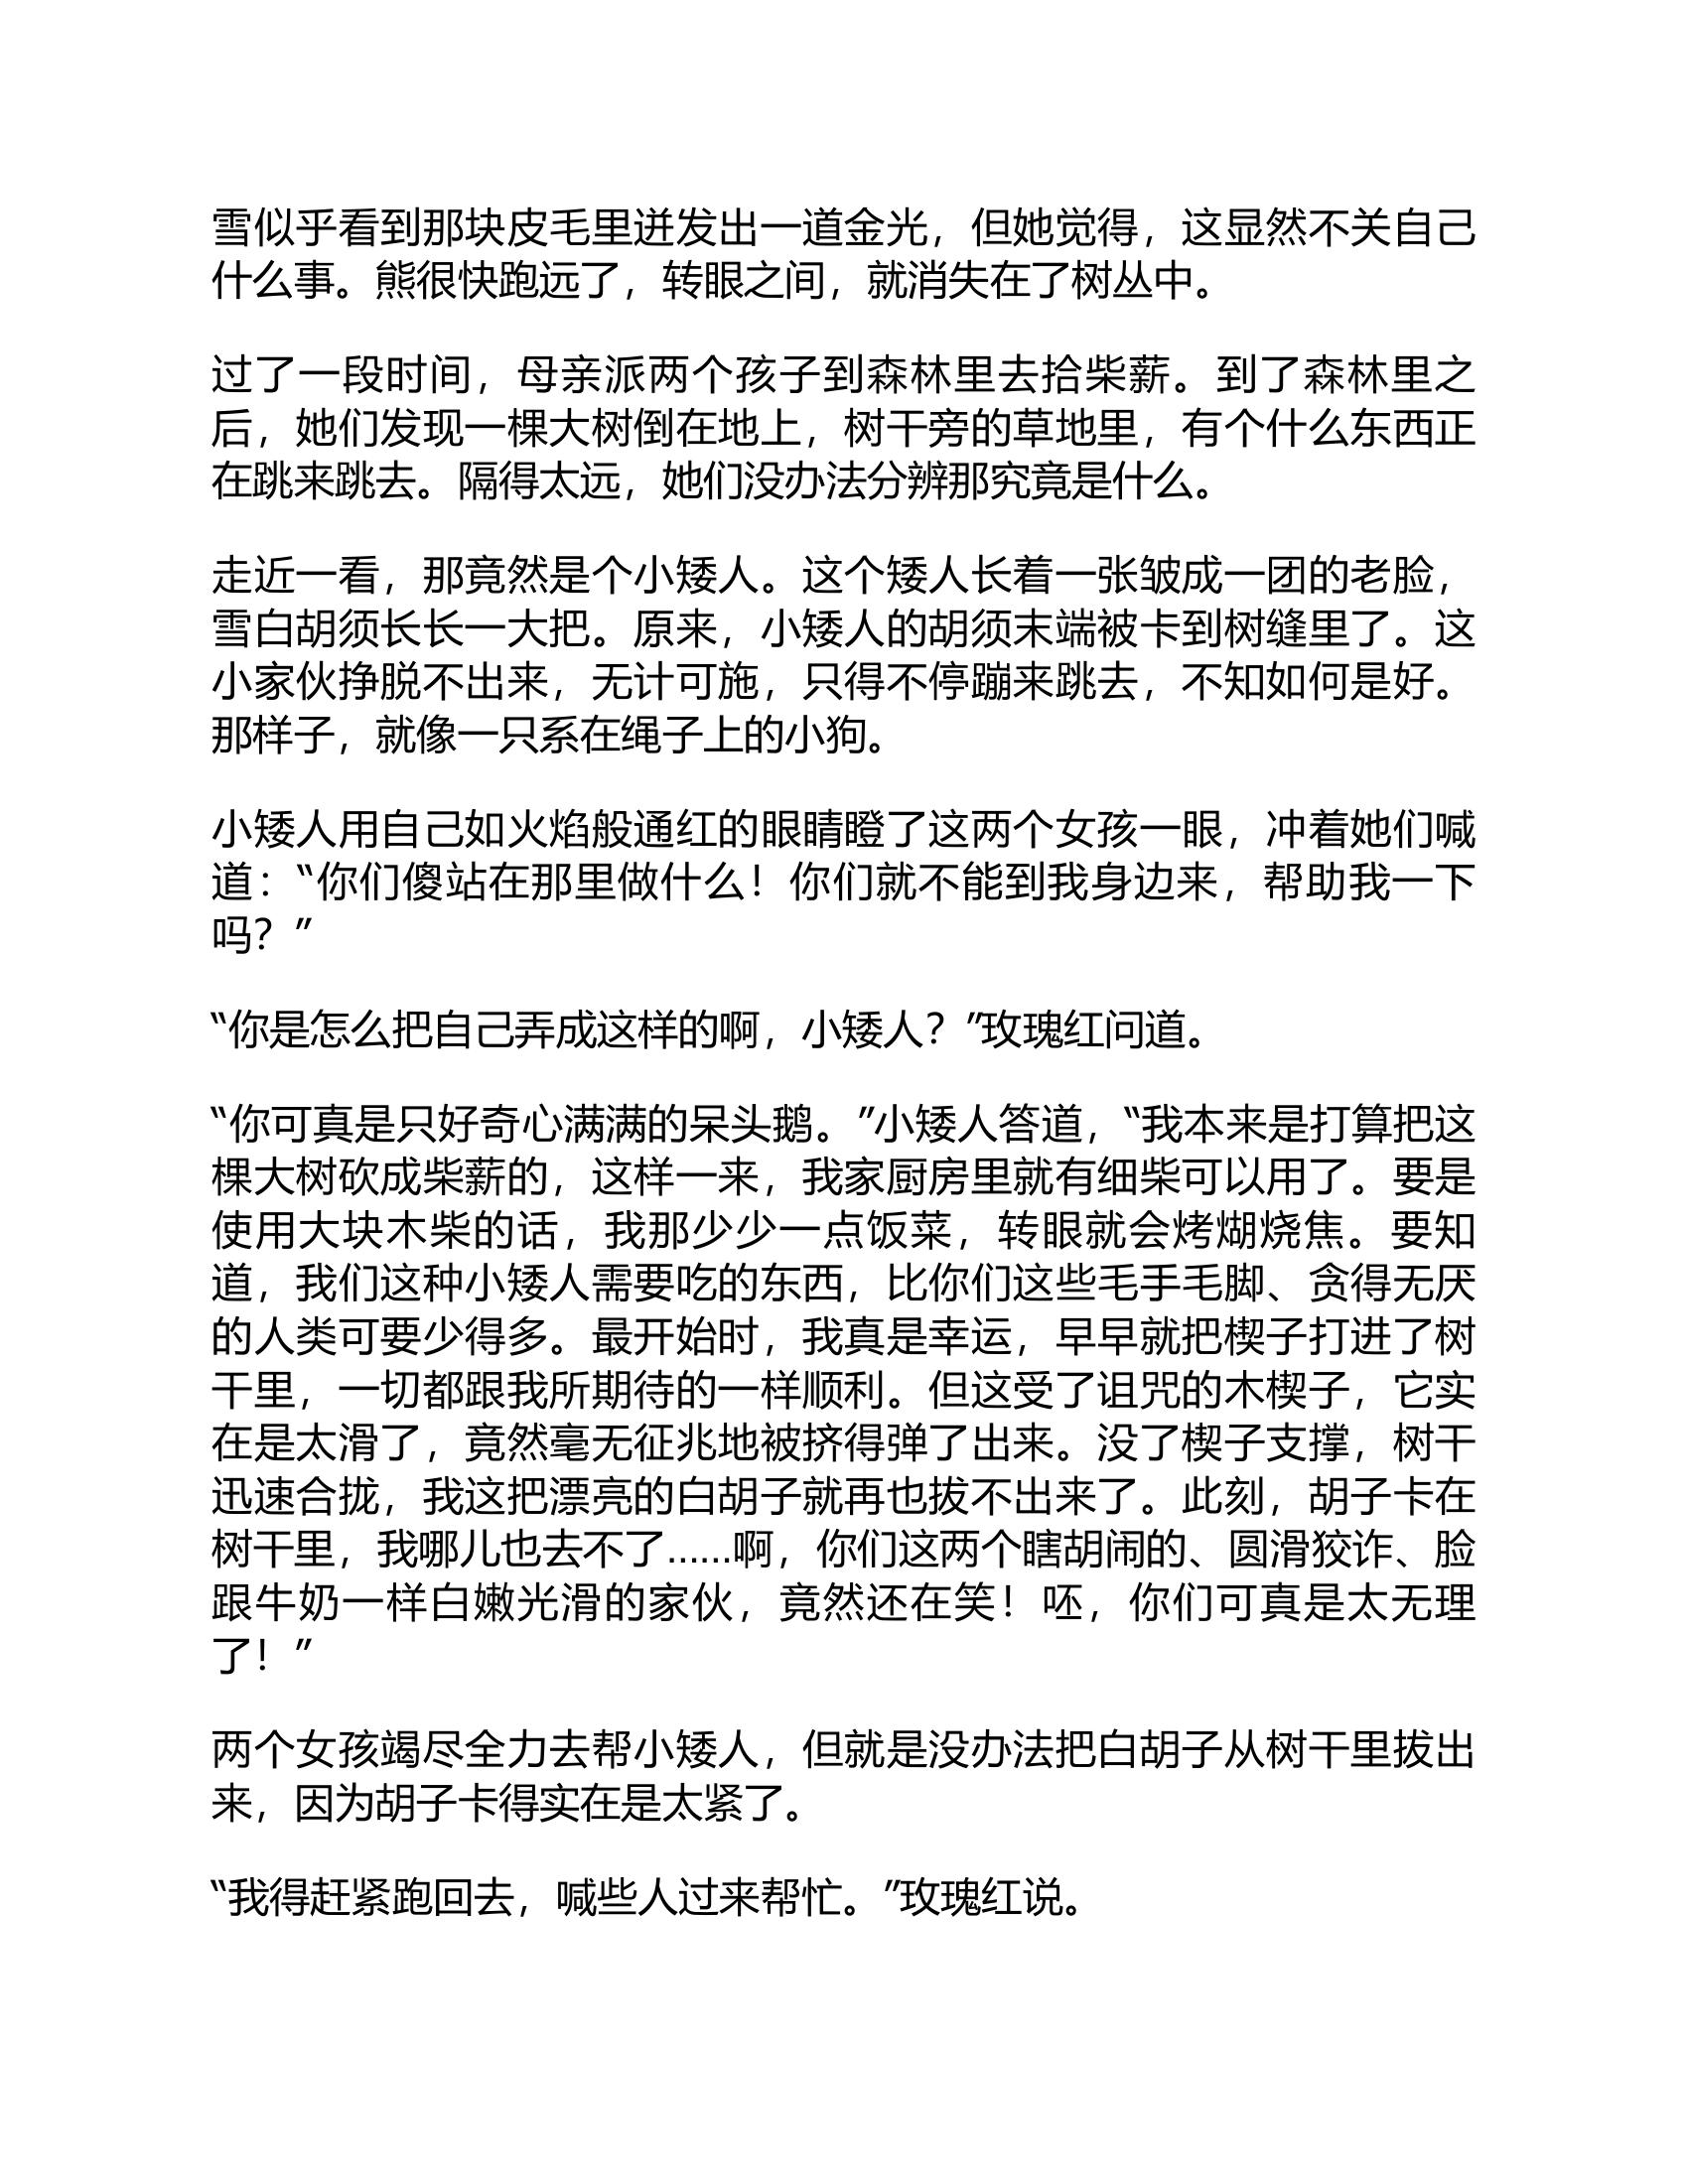 雪似乎看到那块皮毛里迸发出一道金光，但她觉得，这显然不关自己
什么事。熊很快跑远了，转眼之间，就消失在了树丛中。
过了一段时间，母亲派两个孩子到森林里去拾柴薪。到了森林里之
后，她们发现一棵大树倒在地上，树干旁的草地里，有个什么东西正
在跳来跳去。隔得太远，她们没办法分辨那究竟是什么。
走近一看，那竟然是个小矮人。这个矮人长着一张皱成一团的老脸，
雪白胡须长长一大把。原来，小矮人的胡须末端被卡到树缝里了。这
小家伙挣脱不出来，无计可施，只得不停蹦来跳去，不知如何是好。
那样子，就像一只系在绳子上的小狗。
小矮人用自己如火焰般通红的眼睛瞪了这两个女孩一眼，冲着她们喊
道：“你们傻站在那里做什么！你们就不能到我身边来，帮助我一下
吗？”
“你是怎么把自己弄成这样的啊，小矮人？”玫瑰红问道。
“你可真是只好奇心满满的呆头鹅。”小矮人答道，“我本来是打算把这
棵大树砍成柴薪的，这样一来，我家厨房里就有细柴可以用了。要是
使用大块木柴的话，我那少少一点饭菜，转眼就会烤煳烧焦。要知
道，我们这种小矮人需要吃的东西，比你们这些毛手毛脚、贪得无厌
的人类可要少得多。最开始时，我真是幸运，早早就把楔子打进了树
干里，一切都跟我所期待的一样顺利。但这受了诅咒的木楔子，它实
在是太滑了，竟然毫无征兆地被挤得弹了出来。没了楔子支撑，树干
迅速合拢，我这把漂亮的白胡子就再也拔不出来了。此刻，胡子卡在
树干里，我哪儿也去不了……啊，你们这两个瞎胡闹的、圆滑狡诈、脸
跟牛奶一样白嫩光滑的家伙，竟然还在笑！呸，你们可真是太无理
了！”
两个女孩竭尽全力去帮小矮人，但就是没办法把白胡子从树干里拔出
来，因为胡子卡得实在是太紧了。
“我得赶紧跑回去，喊些人过来帮忙。”玫瑰红说。